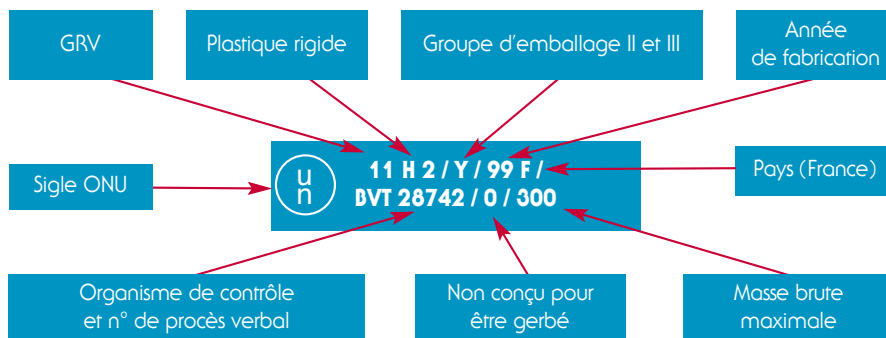 GRV
Plastique rigide
Groupe d'emballage II et III
Année
de fabrication
Sigle ONU
un
11 H 2 / Y / 99 F /
BVT 28742 / 0 / 300
Pays (France)
Organisme de contrôle
et n° de procès verbal
Non conçu pour
être gerbé
Masse brute
maximale